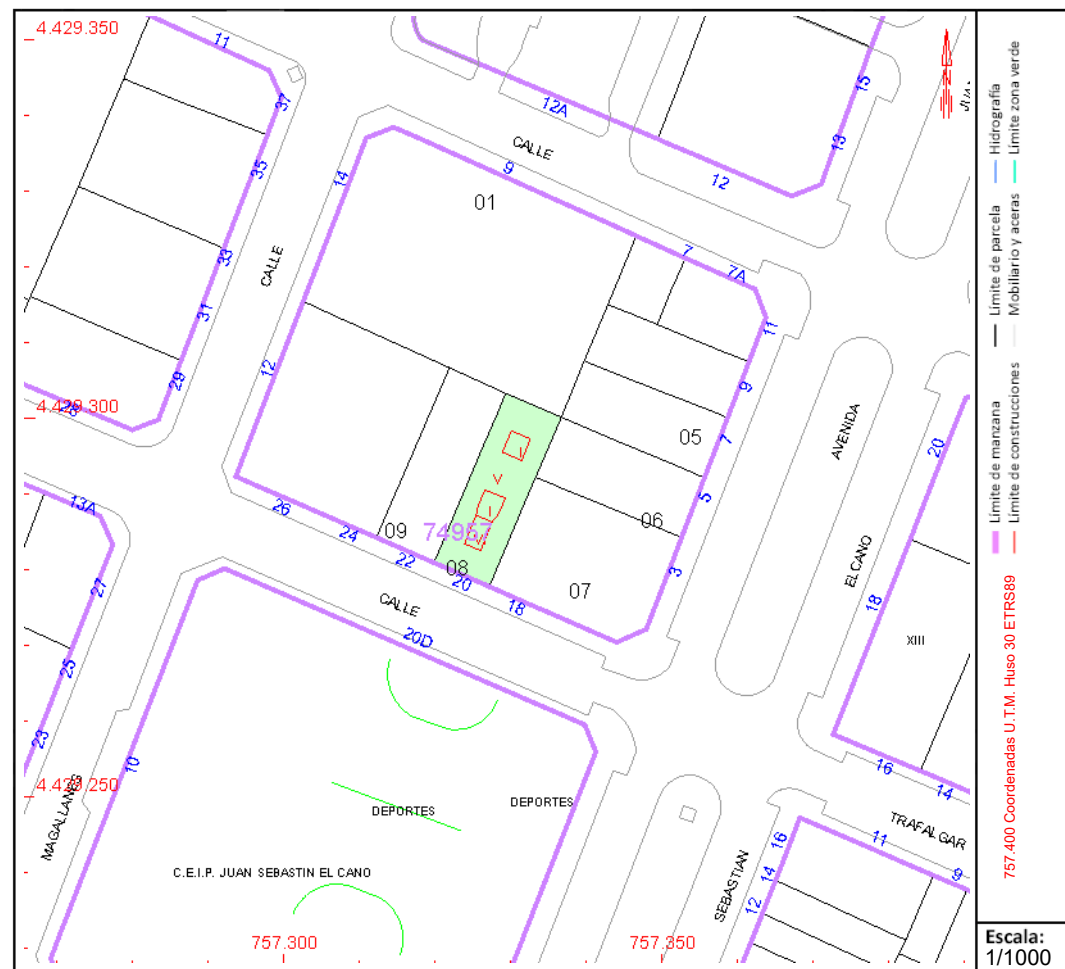 4.429.350
11
37
35
33
31
29
28
4.429.300
CALLE
14
12
01
CALLE
9
12A
12
13
15
7
7A
11
9
7
5
3
05
06
07
08
09
74957
26
24
22
20
18
I
V
I
V
CALLE
20D
AVENIDA
EL CANO
20
18
XIII
16
14
TRAFALGAR
11
9
16
14
12
SEBASTIAN
13A
27
25
23
10
4.429.250
MAGALLANES
DEPORTES
DEPORTES
C.E.I.P. JUAN SEBASTIN EL CANO
757.300
757.350
N
Límite de manzana
Límite de parcela
Hidrografía
Límite de construcciones
Mobiliario y aceras
Límite zona verde
757.400 Coordenadas U.T.M. Huso 30 ETRS89
Escala:
1/1000